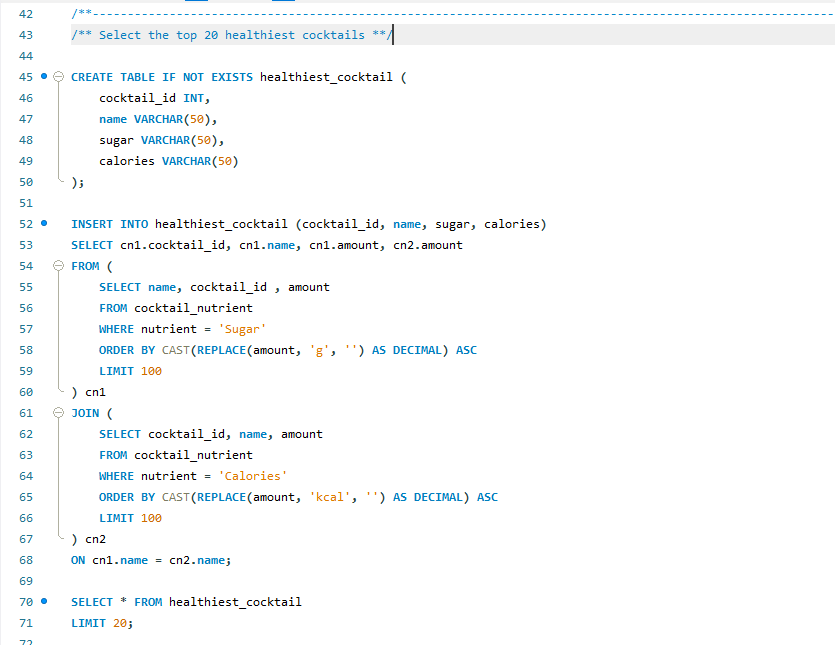 42 /**----------------------------------------------------------------------------------------------------------
43 /** Select the top 20 healthiest cocktails **/
44
45 CREATE TABLE IF NOT EXISTS healthiest_cocktail (
46 cocktail_id INT,
47 name VARCHAR(50),
48 sugar VARCHAR(50),
49 calories VARCHAR(50)
50 );
51
52 INSERT INTO healthiest_cocktail (cocktail_id, name, sugar, calories)
53 SELECT cn1.cocktail_id, cn1.name, cn1.amount, cn2.amount
54 FROM (
55 SELECT name, cocktail_id , amount
56 FROM cocktail_nutrient
57 WHERE nutrient = 'Sugar'
58 ORDER BY CAST(REPLACE(amount, 'g', '') AS DECIMAL) ASC
59 LIMIT 100
60 ) cn1
61 JOIN (
62 SELECT cocktail_id, name, amount
63 FROM cocktail_nutrient
64 WHERE nutrient = 'Calories'
65 ORDER BY CAST(REPLACE(amount, 'kcal', '') AS DECIMAL) ASC
66 LIMIT 100
67 ) cn2
68 ON cn1.name = cn2.name;
69
70 SELECT * FROM healthiest_cocktail
71 LIMIT 20;
72